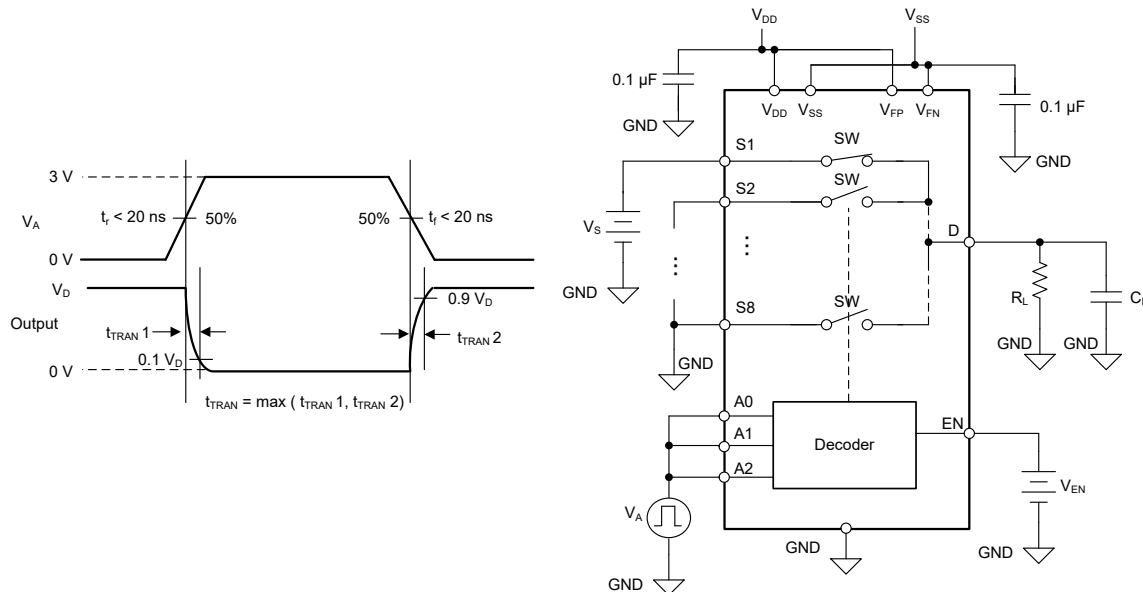 3 V
V_A
t_r < 20 ns
50%
50%
t_f < 20 ns
0 V
V_D
0.9 V_D
Output
t_TRAN 1
t_TRAN 2
0.1 V_D
0 V
t_TRAN = max ( t_TRAN 1, t_TRAN 2)
V_DD
V_SS
0.1 µF
0.1 µF
GND
V_DD
V_SS
V_FP
V_FN
GND
S1
SW
S2
SW
V_S
...
...
D
GND
S8
SW
R_L
GND
GND
GND
A0
A1
A2
Decoder
EN
V_A
V_EN
GND
GND
GND